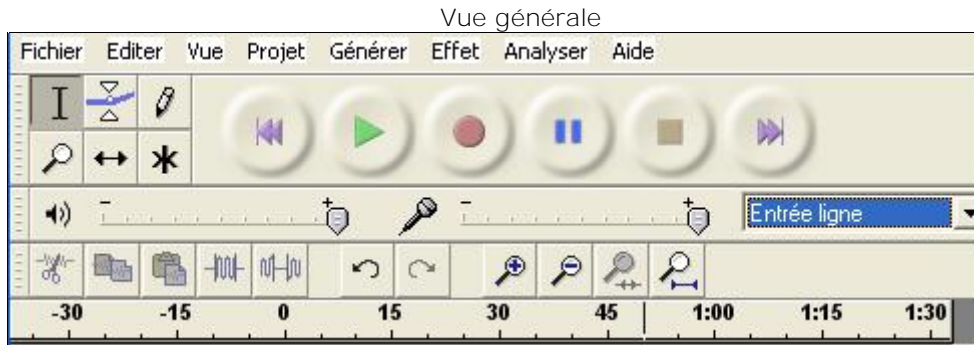 Vue générale
Fichier Editer Vue Projet Générer Effet Analyser Aide
- + - + Entrée ligne
-30 -15 0 15 30 45 1:00 1:15 1:30